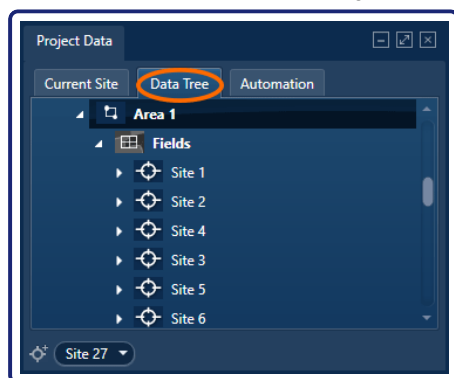 Project Data
Current Site Data Tree Automation
Area 1
Fields
Site 1
Site 2
Site 4
Site 3
Site 5
Site 6
Site 27